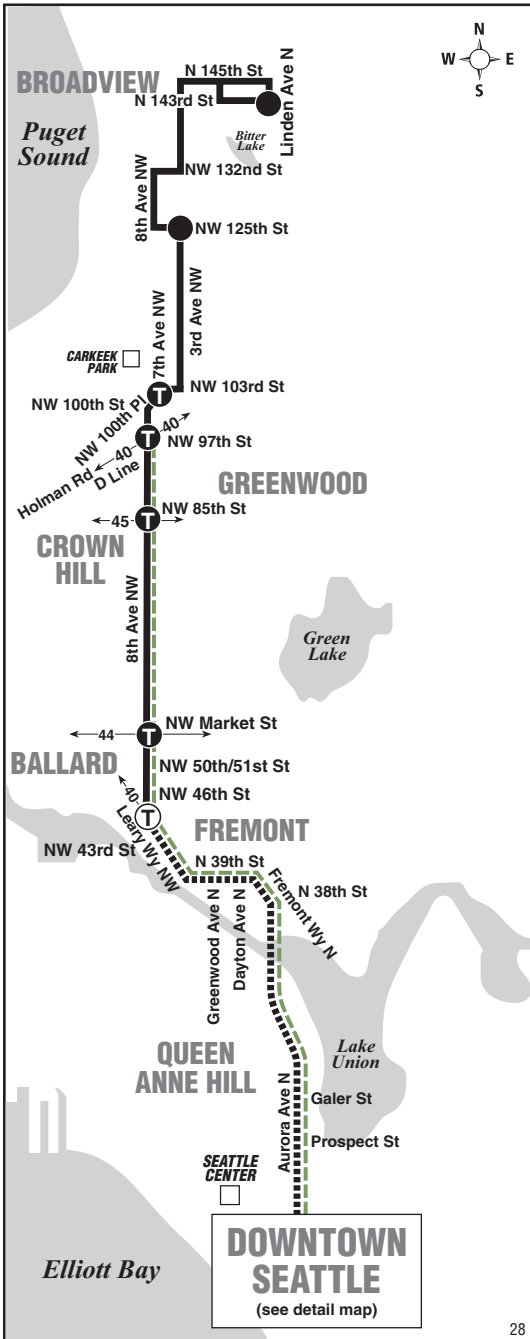 N
W E
S
N 145th St
BROADVIEW
N 143rd St
Linden Ave N
Puget
Sound
Bitter
Lake
NW 132nd St
8th Ave NW
NW 125th St
3rd Ave NW
7th Ave NW
CARKEEK
PARK
NW 103rd St
NW 100th St
NW 100th Pl
T
40
T
NW 97th St
40
Holman Rd
D Line
GREENWOOD
45
T
NW 85th St
CROWN
HILL
8th Ave NW
Green
Lake
44
T
NW Market St
BALLARD
NW 50th/51st St
40
NW 46th St
T
Leary Wy NW
FREMONT
NW 43rd St
N 39th St
N 38th St
Fremont Wy N
Greenwood Ave N
Dayton Ave N
QUEEN
ANNE HILL
Lake
Union
Aurora Ave N
Galer St
Prospect St
SEATTLE
CENTER
Elliott Bay
DOWNTOWN
SEATTLE
(see detail map)
28